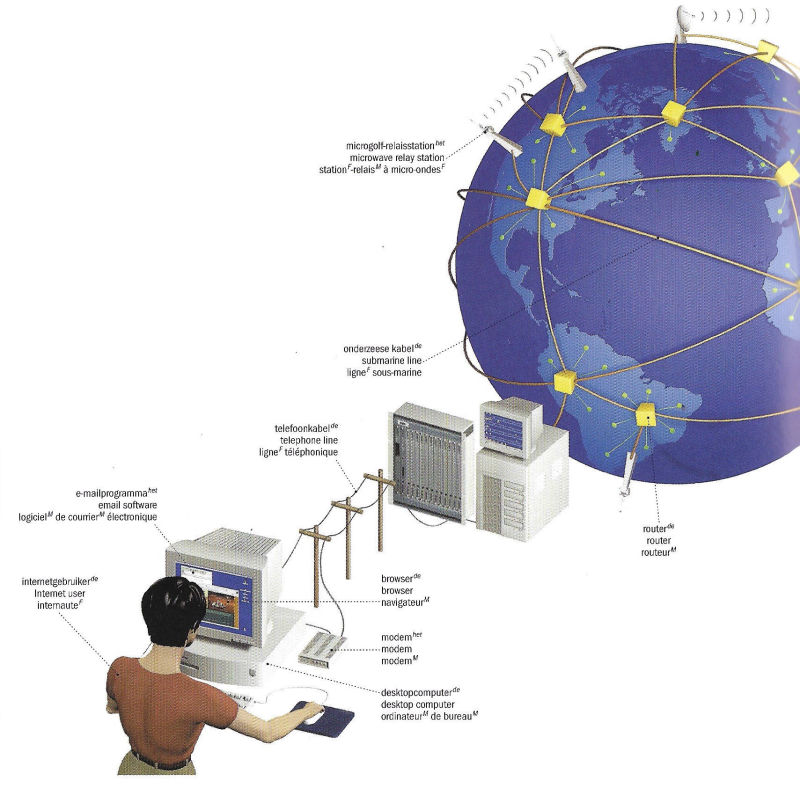 microgolf-relaisstation het
microwave relay station
station F-relais M à micro-ondes F
onderzeese kabel de
submarine line
ligne F sous-marine
telefoonkabel de
telephone line
ligne F téléphonique
e-mailprogramma het
email software
logiciel M de courrier M électronique
router de
router
routeur M
internetgebruiker de
Internet user
internaute F
browser de
browser
navigateur M
modem het
modem
modem M
desktopcomputer de
desktop computer
ordinateur M de bureau M